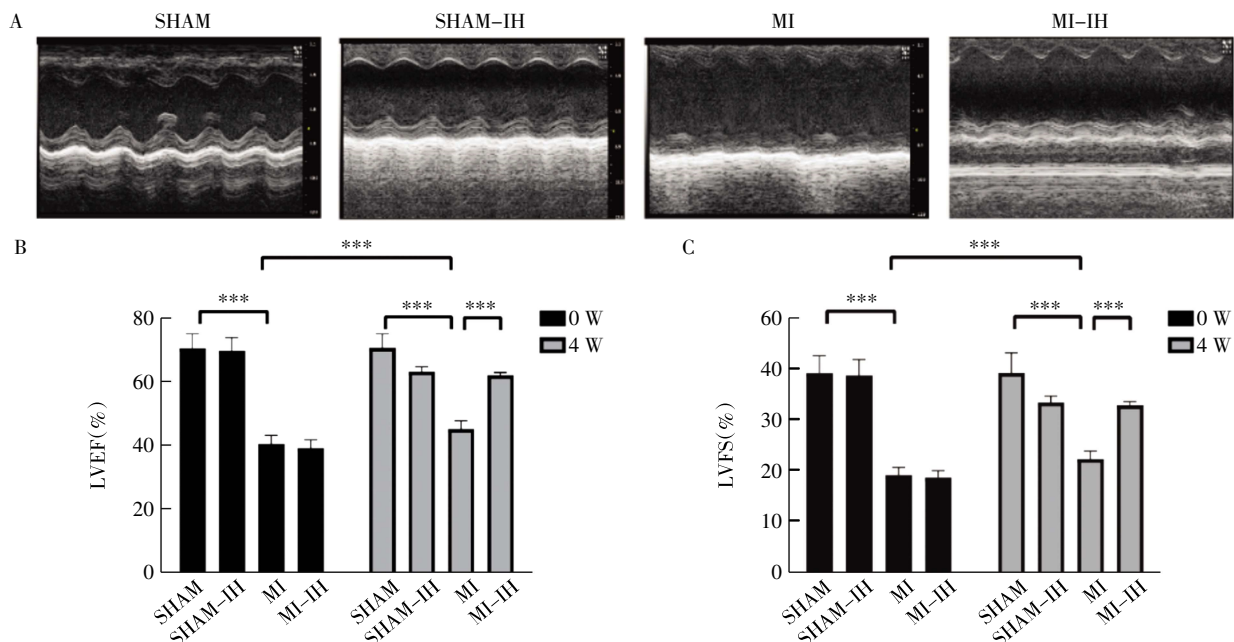 A SHAM SHAM-IH MI MI-IH
B
***
*** *** ***
0 W
4 W
LVEF(%)
80
60
40
20
0
SHAM SHAM-IH MI MI-IH SHAM SHAM-IH MI MI-IH
C
***
*** *** ***
0 W
4 W
LVFS(%)
60
40
30
20
10
0
SHAM SHAM-IH MI MI-IH SHAM SHAM-IH MI MI-IH